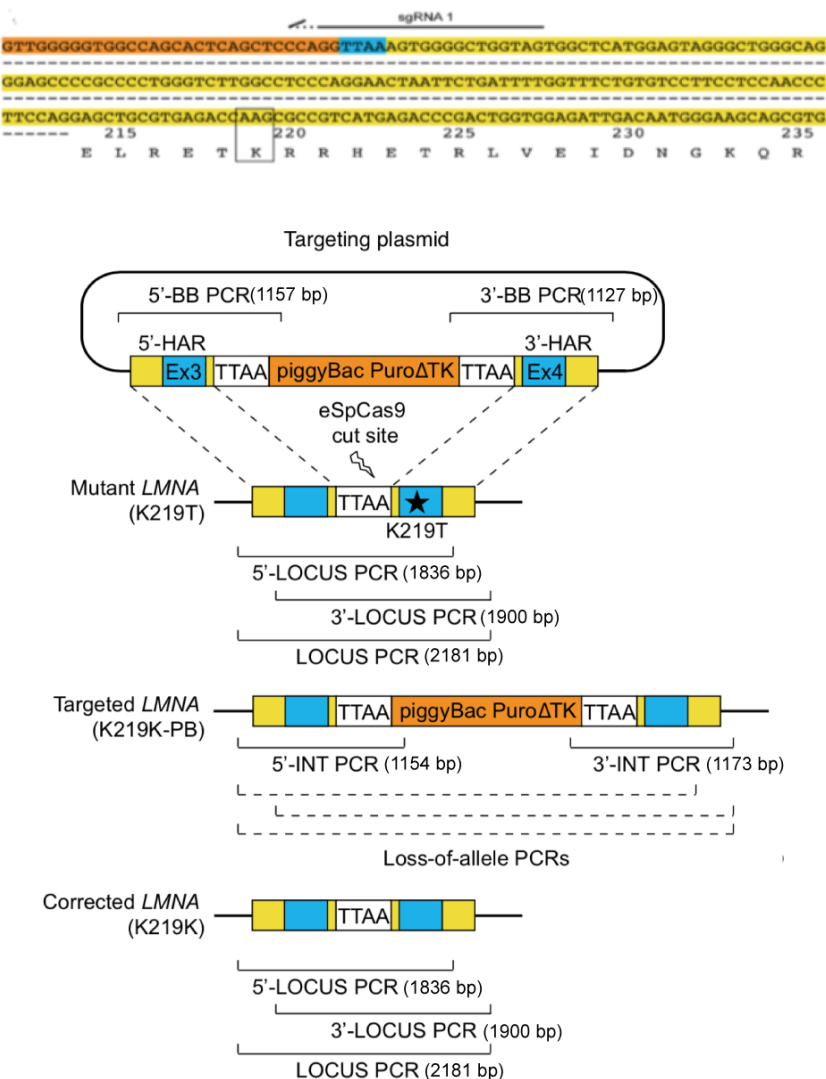 sgRNA 1
GTTGGGGGTGGCCAGCACTCAGCTCCCAGGTTAAAGTGGGGCTGGTAGTGGCTCATGGAGTAGGGCTGGGCAG
GGAGCCCCGCCCCTGGGTCTTGGCCTCCCAGGAACTAATTCTGATTTTGGTTTCTGTGTCCTTCCTCCAACCC
TTCCAGGAGCTGCGTGAGACCAAGCGCCGTCATGAGACCCGACTGGTGGAGATTGACAATGGGAAGCAGCGTG
215 220 225 230 235
E L R E T K R R H E T R L V E I D N G K Q R
Targeting plasmid
5'-BB PCR(1157 bp) 3'-BB PCR(1127 bp)
5'-HAR 3'-HAR
Ex3 TTAA piggyBac PuroΔTK TTAA Ex4
eSpCas9
cut site
Mutant LMNA
(K219T)
TTAA
K219T
5'-LOCUS PCR (1836 bp)
3'-LOCUS PCR (1900 bp)
LOCUS PCR (2181 bp)
Targeted LMNA
(K219K-PB)
TTAA piggyBac PuroΔTK TTAA
5'-INT PCR (1154 bp) 3'-INT PCR (1173 bp)
Loss-of-allele PCRs
Corrected LMNA
(K219K)
TTAA
5'-LOCUS PCR (1836 bp)
3'-LOCUS PCR (1900 bp)
LOCUS PCR (2181 bp)